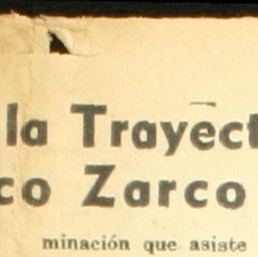 la Trayect
co Zarco
minación que asiste